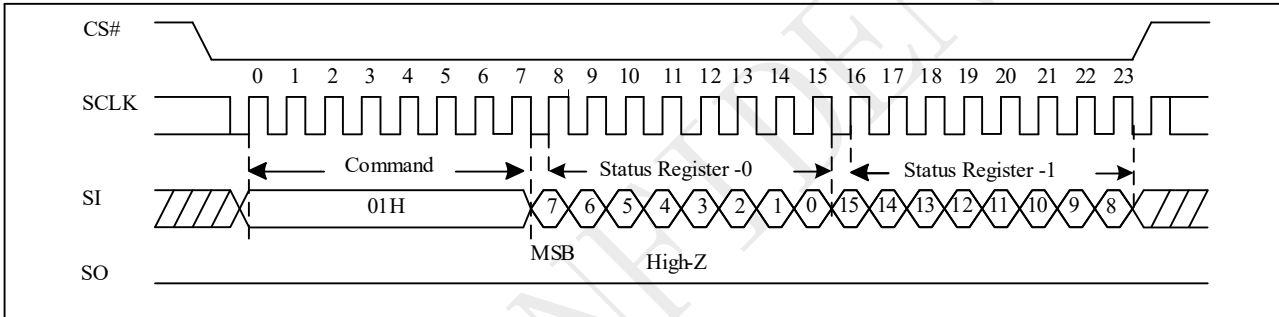 CS#
0 1 2 3 4 5 6 7 8 9 10 11 12 13 14 15 16 17 18 19 20 21 22 23
SCLK
Command Status Register -0 Status Register -1
SI 01H 7 6 5 4 3 2 1 0 15 14 13 12 11 10 9 8
MSB High-Z
SO